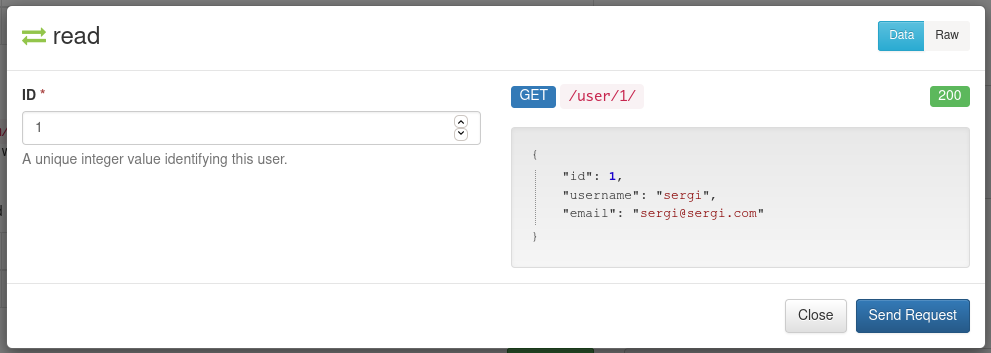 read
Data Raw
ID *
1
A unique integer value identifying this user.
GET /user/1/ 200
{
"id": 1,
"username": "sergi",
"email": "sergi@sergi.com"
}
Close Send Request